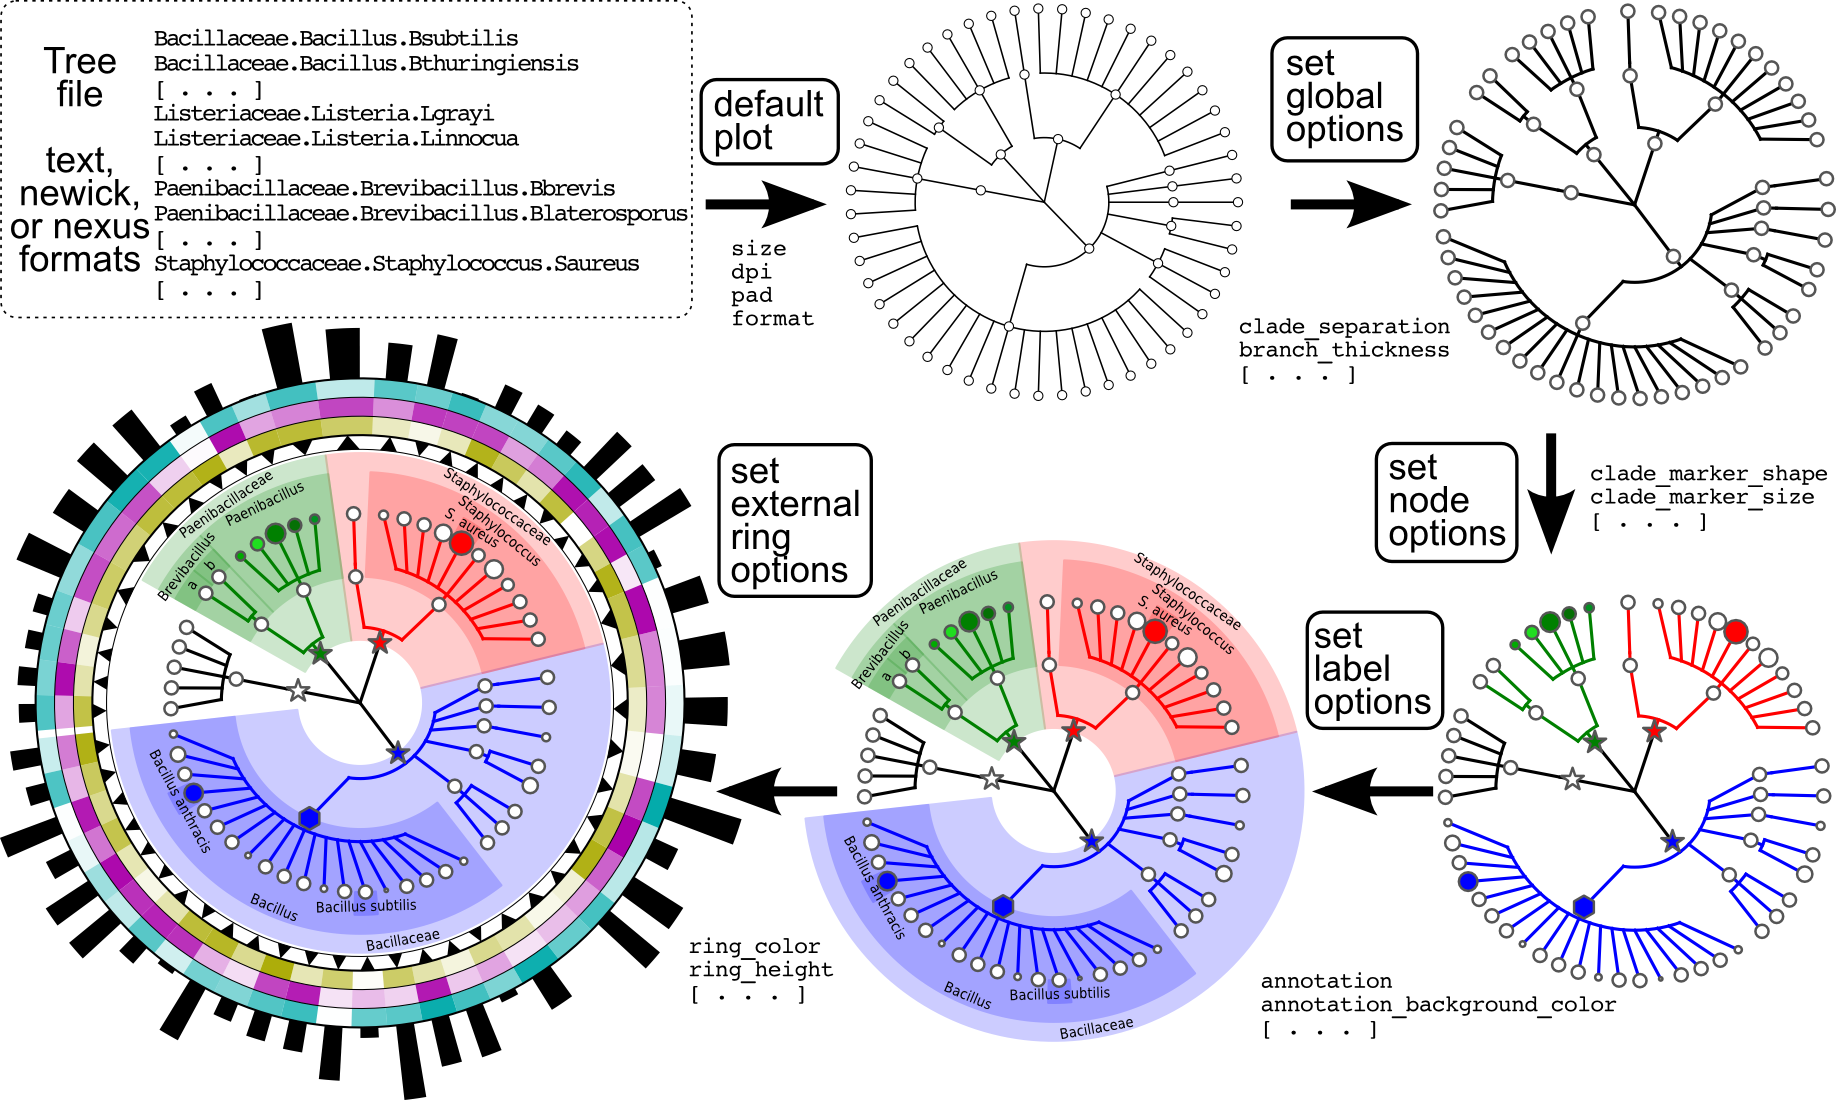 Tree
file
text,
newick,
or nexus
formats
Bacillaceae.Bacillus.Bsubtilis
Bacillaceae.Bacillus.Bthuringiensis
[ . . . ]
Listeriaceae.Listeria.Lgrayi
Listeriaceae.Listeria.Linnocua
[ . . . ]
Paenibacillaceae.Brevibacillus.Bbrevis
Paenibacillaceae.Brevibacillus.Blaterosporus
[ . . . ]
Staphylococcaceae.Staphylococcus.Saureus
[ . . . ]
default
plot
size
dpi
pad
format
set
global
options
clade_separation
branch_thickness
[ . . . ]
set
node
options
clade_marker_shape
clade_marker_size
[ . . . ]
set
label
options
annotation
annotation_background_color
[ . . . ]
Paenibacillaceae
Paenibacillus
Brevibacillus
a
b
Staphylococcaceae
Staphylococcus
S. aureus
Bacillus anthracis
Bacillus
Bacillus subtilis
Bacillaceae
set
external
ring
options
ring_color
ring_height
[ . . . ]
Paenibacillaceae
Paenibacillus
Brevibacillus
a
b
Staphylococcaceae
Staphylococcus
S. aureus
Bacillus anthracis
Bacillus
Bacillus subtilis
Bacillaceae